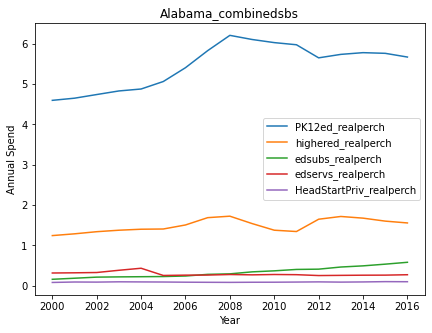 Alabama_combinedsbs
6
5
4
3
2
1
0
Annual Spend
PK12ed_realperch
highered_realperch
edsubs_realperch
edservs_realperch
HeadStartPriv_realperch
2000 2002 2004 2006 2008 2010 2012 2014 2016
Year